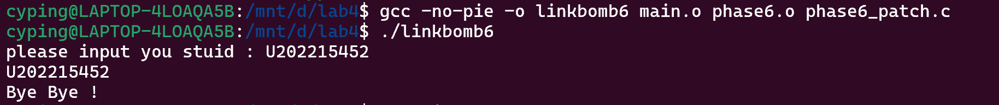 cyping@LAPTOP-4LOAQA5B:/mnt/d/lab4$ gcc -no-pie -o linkbomb6 main.o phase6.o phase6_patch.c
cyping@LAPTOP-4LOAQA5B:/mnt/d/lab4$ ./linkbomb6
please input you stuid : U202215452
U202215452
Bye Bye !